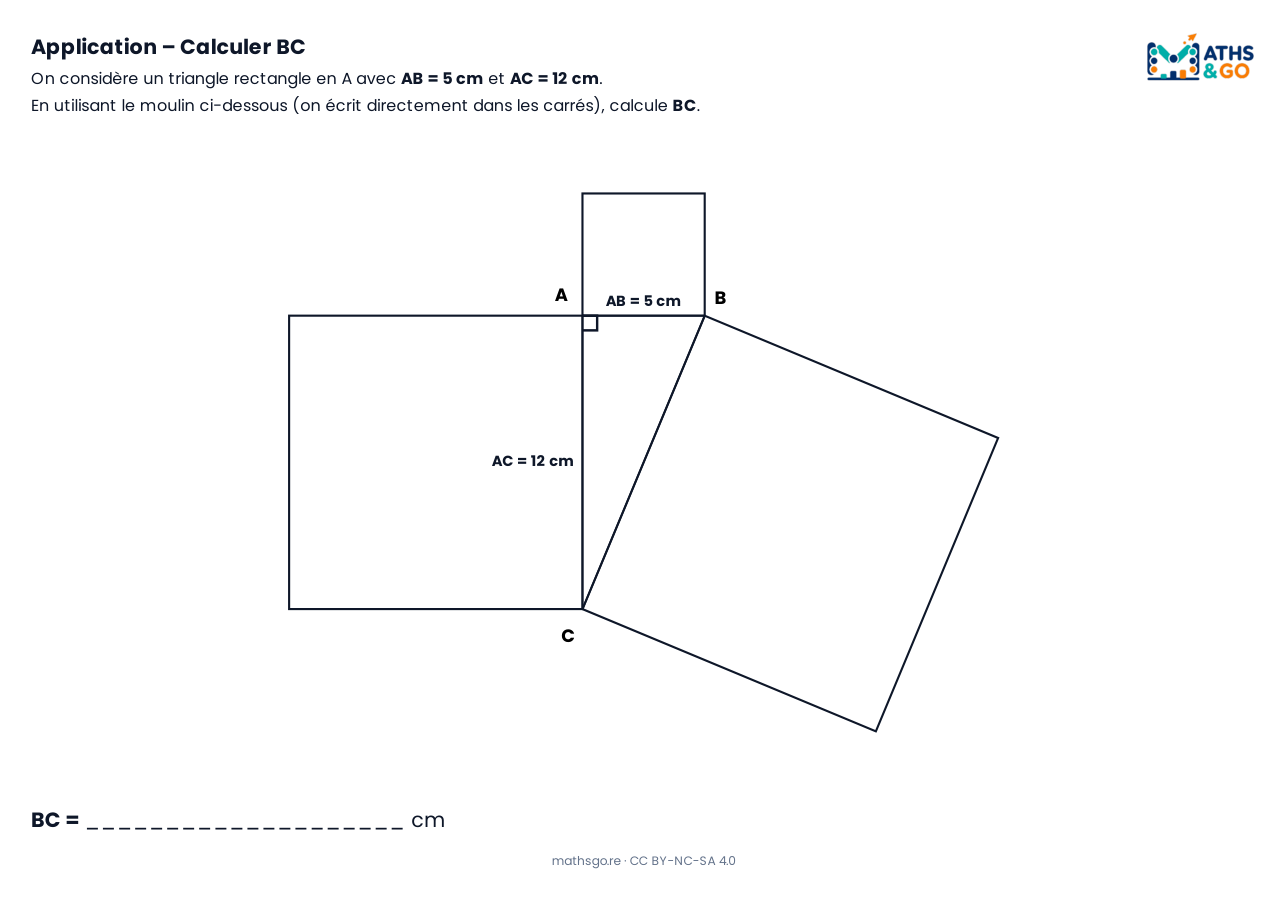 Application – Calculer BC
On considère un triangle rectangle en A avec AB = 5 cm et AC = 12 cm.
En utilisant le moulin ci-dessous (on écrit directement dans les carrés), calcule BC.
MATHS
&GO
A
AB = 5 cm
B
AC = 12 cm
C
BC = _ _ _ _ _ _ _ _ _ _ _ _ _ _ _ _ _ _ _ _ cm
mathsgo.re · CC BY-NC-SA 4.0